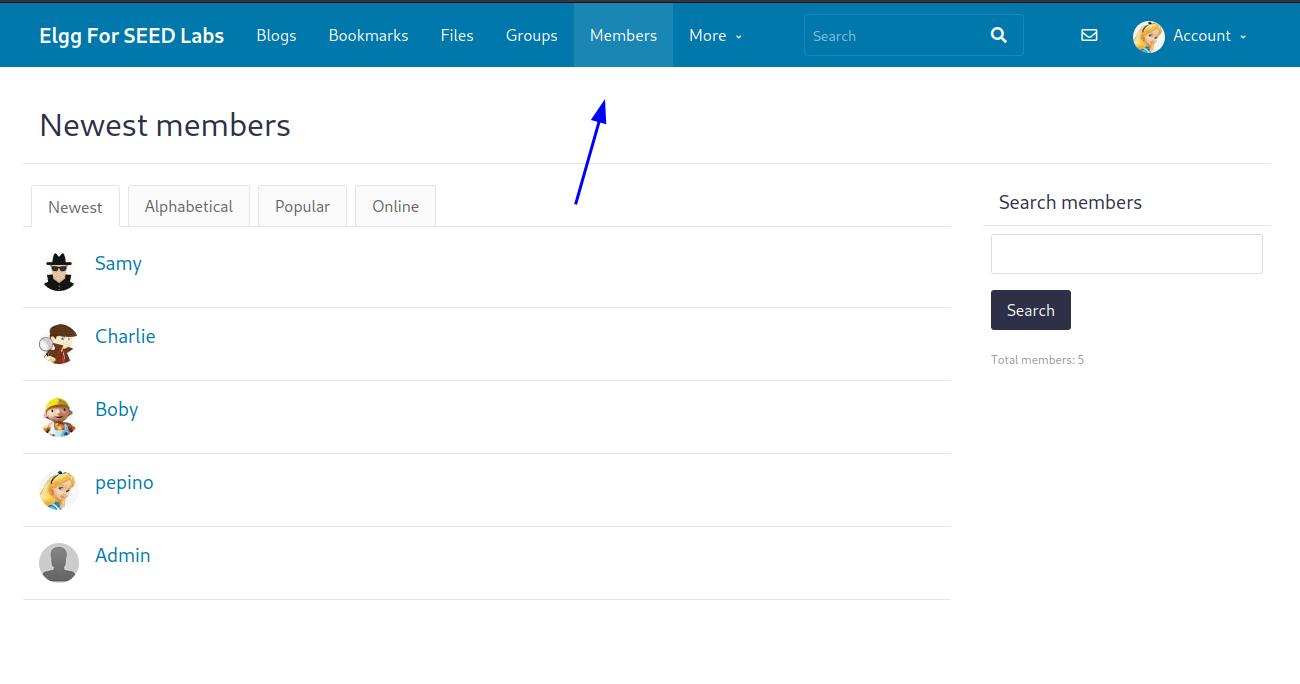 Elgg For SEED Labs Blogs Bookmarks Files Groups Members More Search Account
Newest members
Newest Alphabetical Popular Online
Samy
Charlie
Boby
pepino
Admin
Search members
Search
Total members: 5